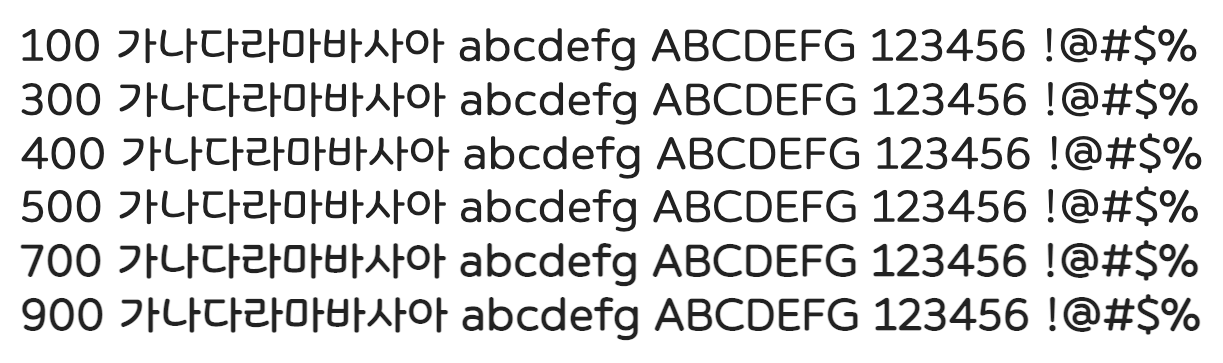 100 가나다라마바사아 abcdefg ABCDEFG 123456 !@#$%
300 가나다라마바사아 abcdefg ABCDEFG 123456 !@#$%
400 가나다라마바사아 abcdefg ABCDEFG 123456 !@#$%
500 가나다라마바사아 abcdefg ABCDEFG 123456 !@#$%
700 가나다라마바사아 abcdefg ABCDEFG 123456 !@#$%
900 가나다라마바사아 abcdefg ABCDEFG 123456 !@#$%